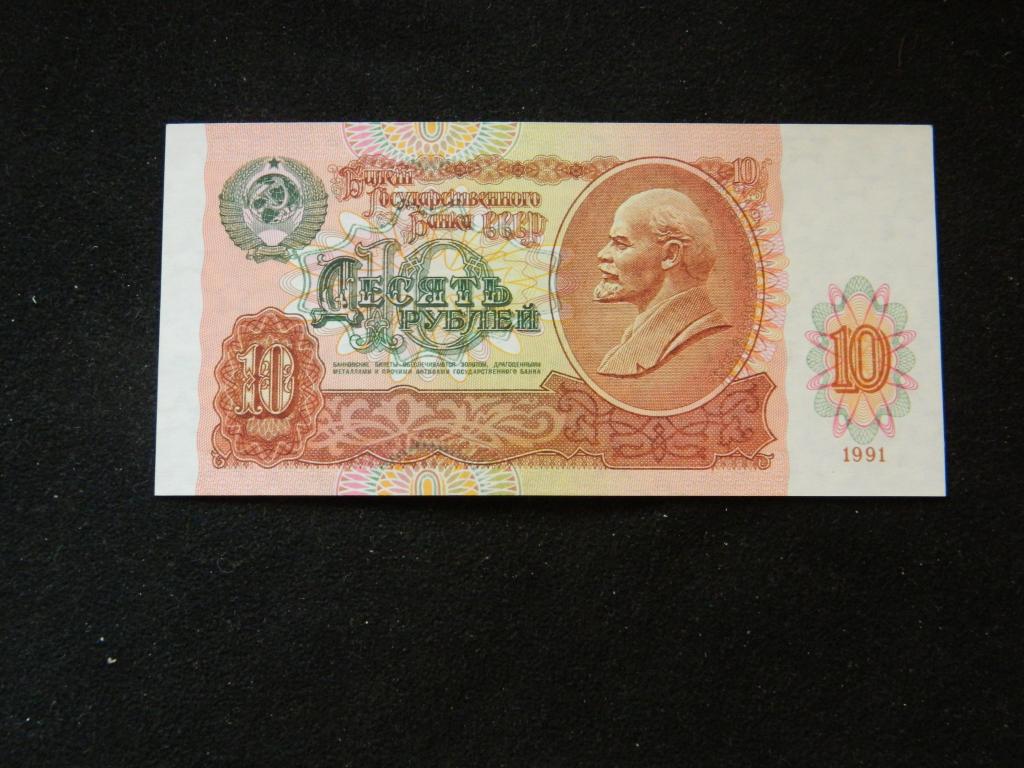 Билет
Государственного
Банка СССР
10
10
Десять
рублей
10
БАНКОВСКИЕ БИЛЕТЫ ОБЕСПЕЧИВАЮТСЯ ЗОЛОТОМ, ДРАГОЦЕННЫМИ
МЕТАЛЛАМИ И ПРОЧИМИ АКТИВАМИ ГОСУДАРСТВЕННОГО БАНКА
10
1991